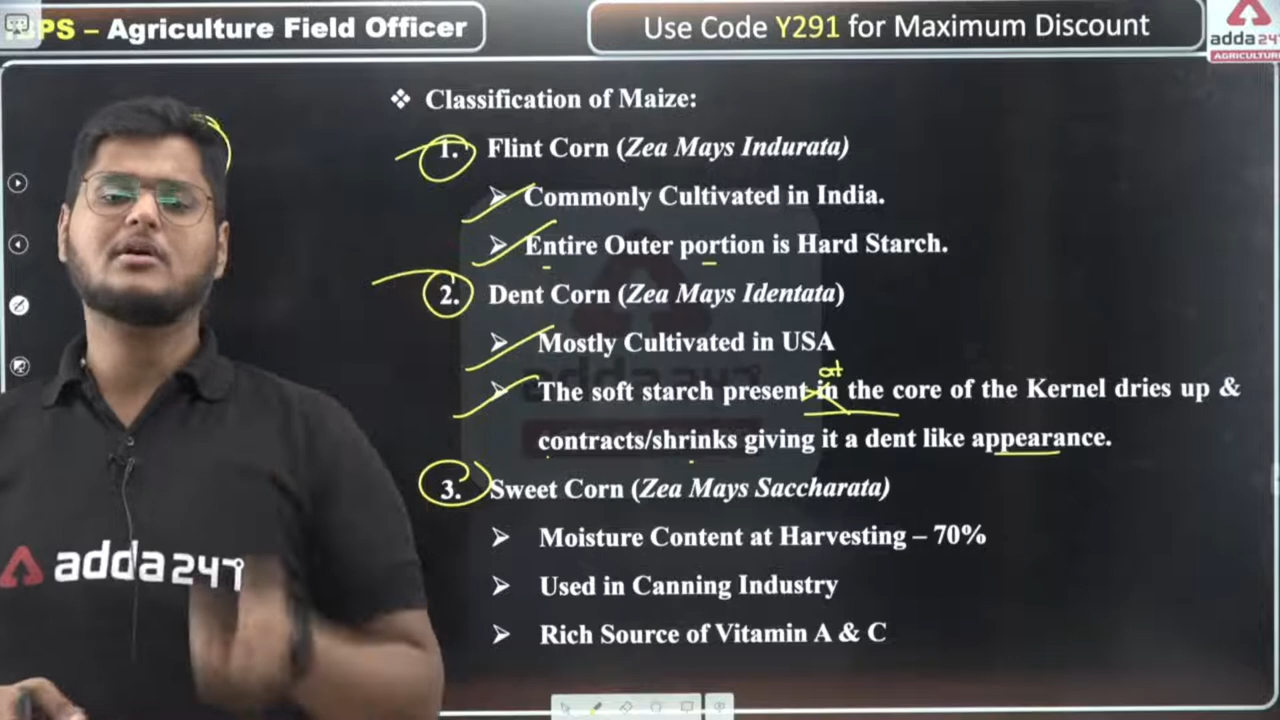 IBPS – Agriculture Field Officer
Use Code Y291 for Maximum Discount
adda247
AGRICULTURE
❖ Classification of Maize:
1. Flint Corn (Zea Mays Indurata)
➢ Commonly Cultivated in India.
➢ Entire Outer portion is Hard Starch.
2. Dent Corn (Zea Mays Identata)
➢ Mostly Cultivated in USA
at
➢ The soft starch present in the core of the Kernel dries up &
contracts/shrinks giving it a dent like appearance.
3. Sweet Corn (Zea Mays Saccharata)
➢ Moisture Content at Harvesting – 70%
➢ Used in Canning Industry
➢ Rich Source of Vitamin A & C
adda247
adda247